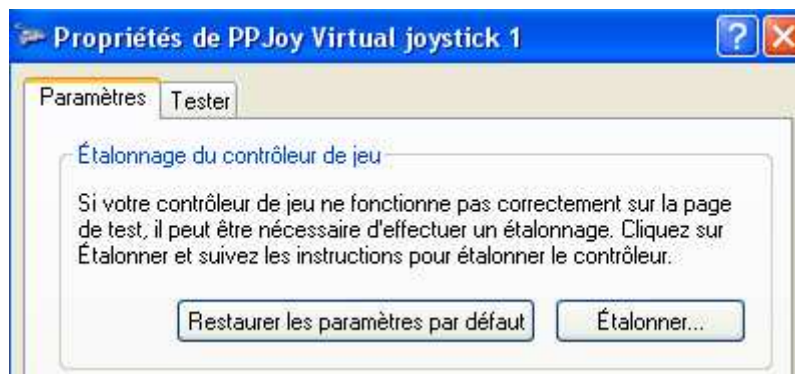 Propriétés de PPJoy Virtual joystick 1
?
Paramètres
Tester
Étalonnage du contrôleur de jeu
Si votre contrôleur de jeu ne fonctionne pas correctement sur la page
de test, il peut être nécessaire d'effectuer un étalonnage. Cliquez sur
Étalonner et suivez les instructions pour étalonner le contrôleur.
Restaurer les paramètres par défaut
Étalonner...